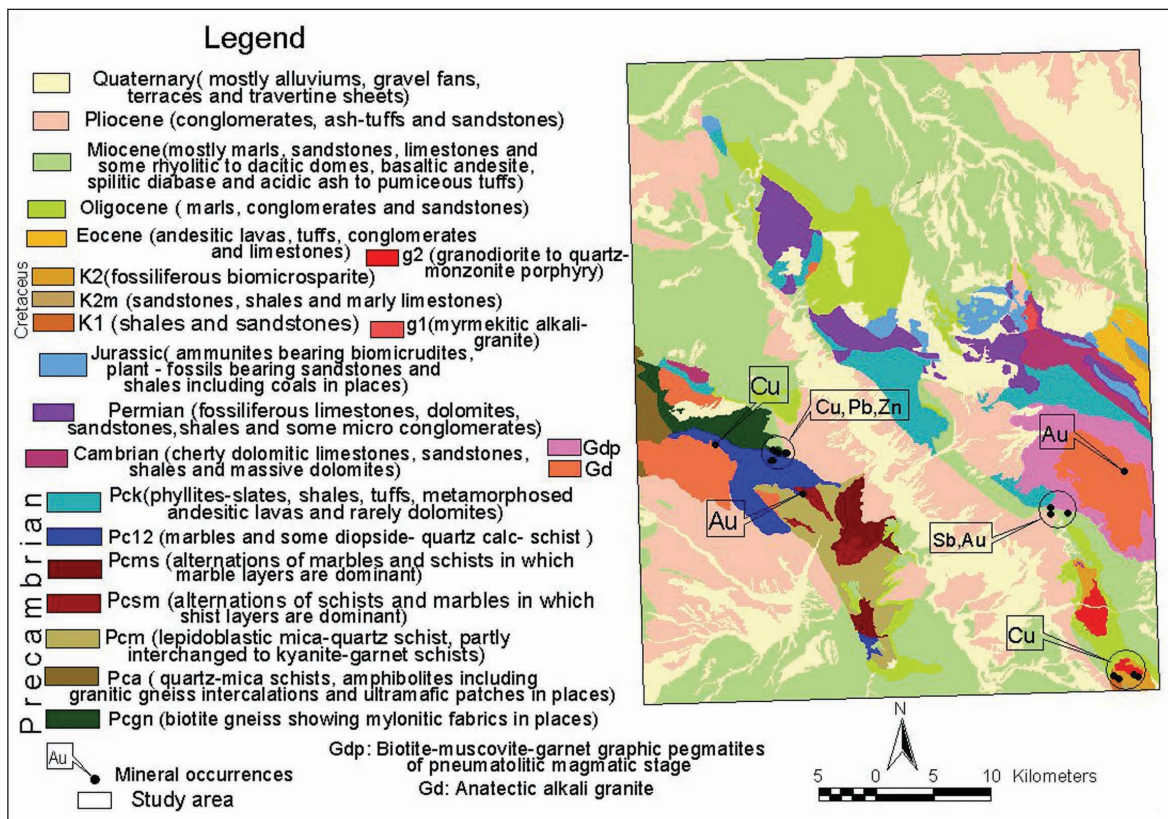 Legend
Quaternary( mostly alluviums, gravel fans,
terraces and travertine sheets)
Pliocene (conglomerates, ash-tuffs and sandstones)
Miocene(mostly marls, sandstones, limestones and
some rhyolitic to dacitic domes, basaltic andesite,
spilitic diabase and acidic ash to pumiceous tuffs)
Oligocene ( marls, conglomerates and sandstones)
Eocene (andesitic lavas, tuffs, conglomerates
and limestones)
g2 (granodiorite to quartz-
monzonite porphyry)
Cretaceus
K2(fossiliferous biomicrosparite)
K2m (sandstones, shales and marly limestones)
K1 (shales and sandstones)
g1(myrmekitic alkali-
granite)
Jurassic( ammunites bearing biomicrudites,
plant - fossils bearing sandstones and
shales including coals in places)
Permian (fossiliferous limestones, dolomites,
sandstones,shales and some micro conglomerates)
Cambrian (cherty dolomitic limestones, sandstones,
shales and massive dolomites)
Gdp
Gd
Precambrian
Pck(phyllites-slates, shales, tuffs, metamorphosed
andesitic lavas and rarely dolomites)
Pc12 (marbles and some diopside- quartz calc- schist )
Pcms (alternations of marbles and schists in which
marble layers are dominant)
Pcsm (alternations of schists and marbles in which
shist layers are dominant)
Pcm (lepidoblastic mica-quartz schist, partly
interchanged to kyanite-garnet schists)
Pca ( quartz-mica schists, amphibolites including
granitic gneiss intercalations and ultramafic patches in places)
Pcgn (biotite gneiss showing mylonitic fabrics in places)
Au
Mineral occurrences
Study area
Gdp: Biotite-muscovite-garnet graphic pegmatites
of pneumatolitic magmatic stage
Gd: Anatectic alkali granite
Cu
Cu,Pb,Zn
Au
Au
Sb,Au
Cu
N
5 0 5 10 Kilometers